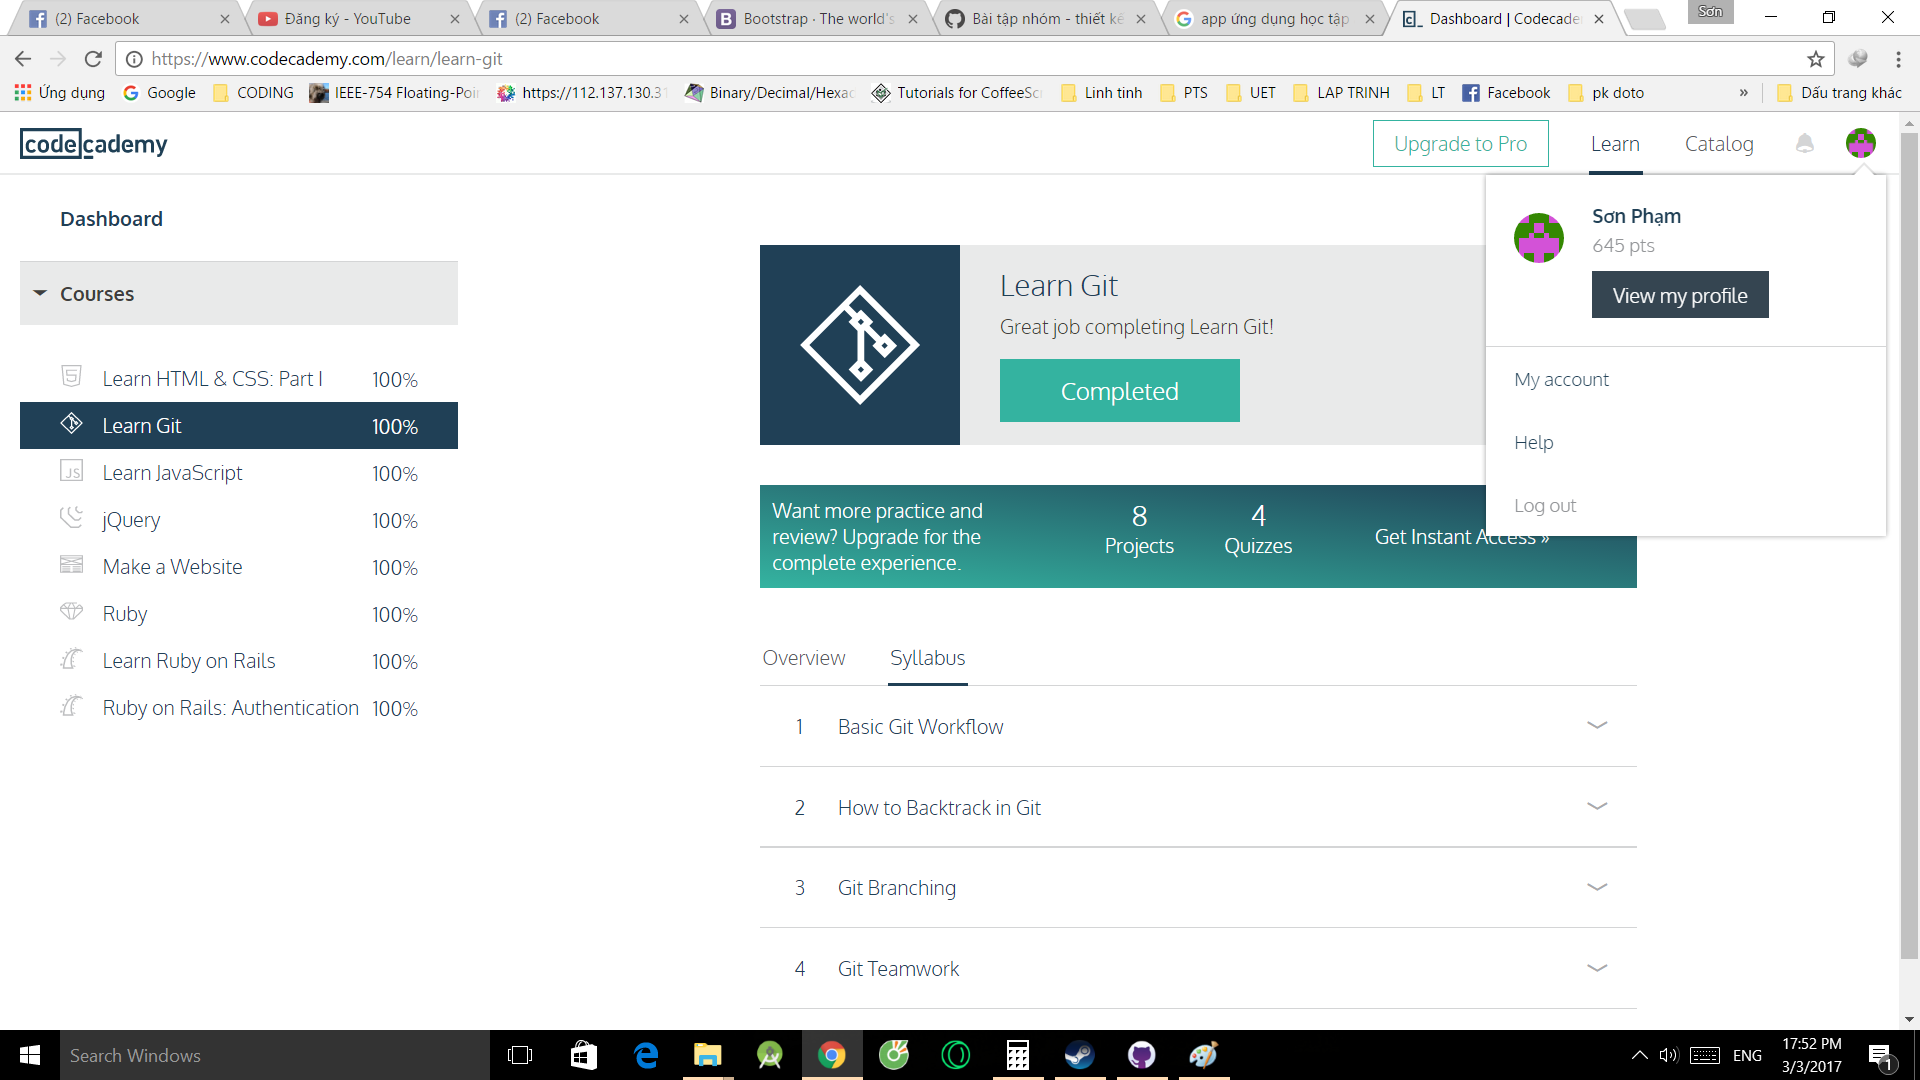 (2) Facebook
Đăng ký - YouTube
(2) Facebook
Bootstrap · The world's
Bài tập nhóm - thiết kế
app ứng dụng học tập
Dashboard | Codecade
Sơn
https://www.codecademy.com/learn/learn-git
Ứng dụng
Google
CODING
IEEE-754 Floating-Poi
https://112.137.130.3
Binary/Decimal/Hexa
Tutorials for CoffeeSc
Linh tinh
PTS
UET
LAP TRINH
LT
Facebook
pk doto
»
Dấu trang khác
codecademy
Upgrade to Pro
Learn
Catalog
Sơn Phạm
645 pts
View my profile
My account
Help
Log out
Dashboard
Courses
Learn HTML & CSS: Part I 100%
Learn Git 100%
JS Learn JavaScript 100%
jQuery 100%
Make a Website 100%
Ruby 100%
Learn Ruby on Rails 100%
Ruby on Rails: Authentication 100%
Learn Git
Great job completing Learn Git!
Completed
Want more practice and
review? Upgrade for the
complete experience.
8
Projects
4
Quizzes
Get Instant Access »
Overview
Syllabus
1 Basic Git Workflow
2 How to Backtrack in Git
3 Git Branching
4 Git Teamwork
Search Windows
ENG
17:52 PM
3/3/2017
1